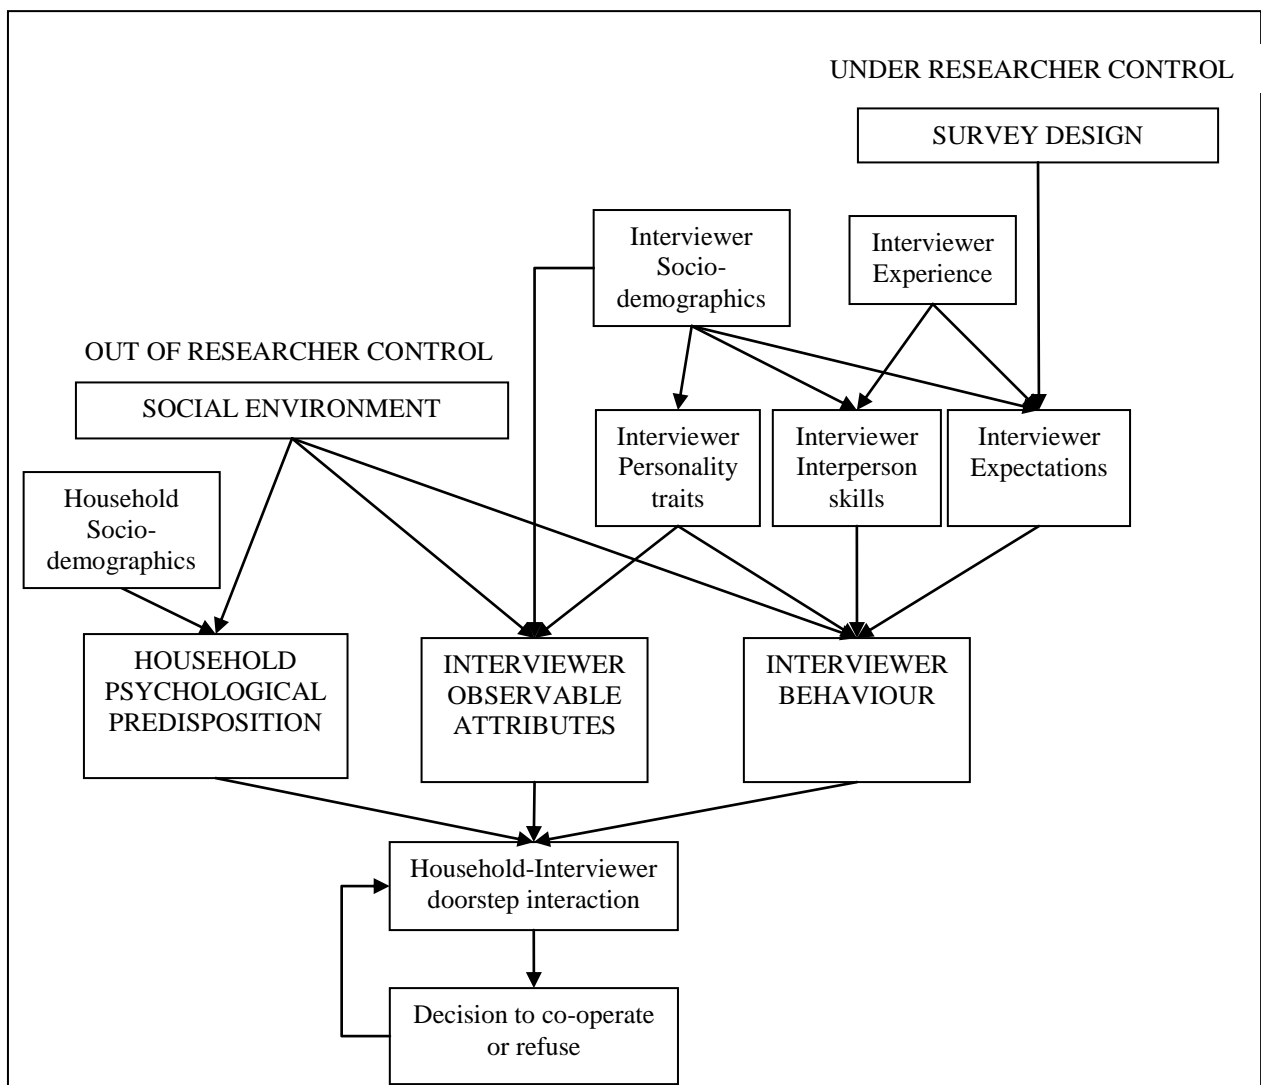 UNDER RESEARCHER CONTROL
SURVEY DESIGN
Interviewer
Socio-
demographics
Interviewer
Experience
OUT OF RESEARCHER CONTROL
SOCIAL ENVIRONMENT
Interviewer
Personality
traits
Interviewer
Interperson
skills
Interviewer
Expectations
Household
Socio-
demographics
HOUSEHOLD
PSYCHOLOGICAL
PREDISPOSITION
INTERVIEWER
OBSERVABLE
ATTRIBUTES
INTERVIEWER
BEHAVIOUR
Household-Interviewer
doorstep interaction
Decision to co-operate
or refuse